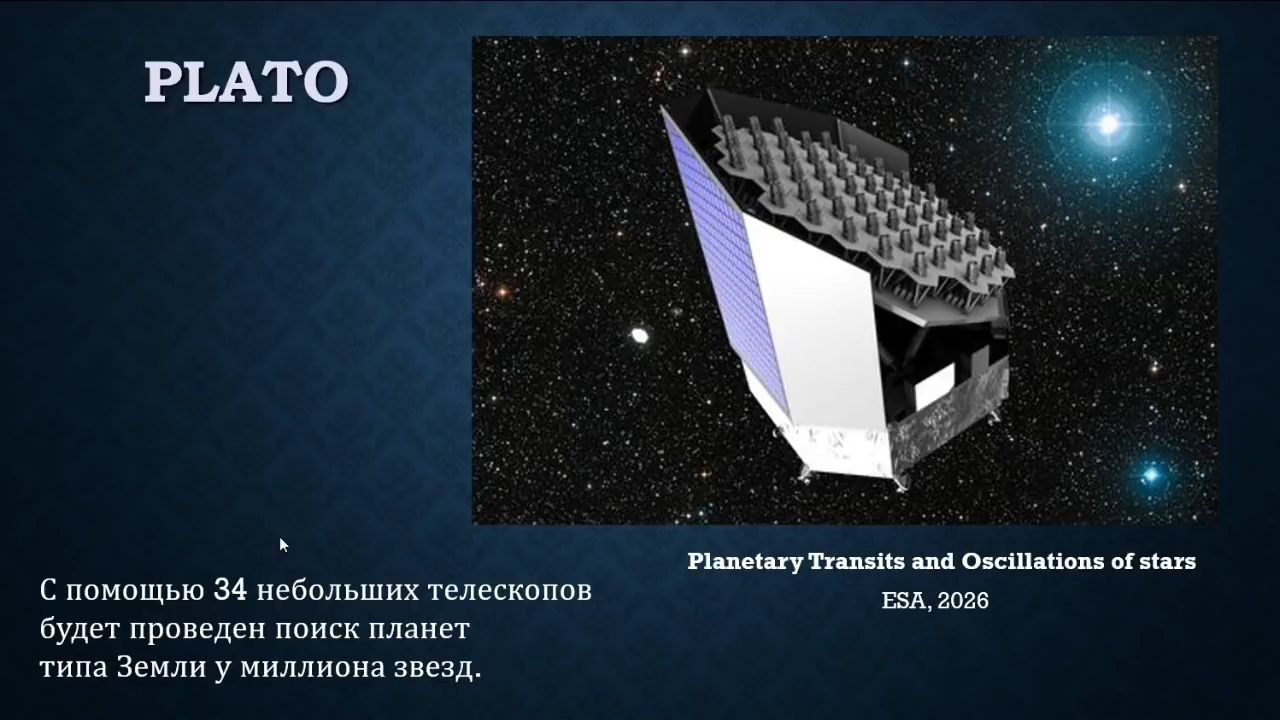 PLATO
Planetary Transits and Oscillations of stars
ESA, 2026
С помощью 34 небольших телескопов
будет проведен поиск планет
типа Земли у миллиона звезд.